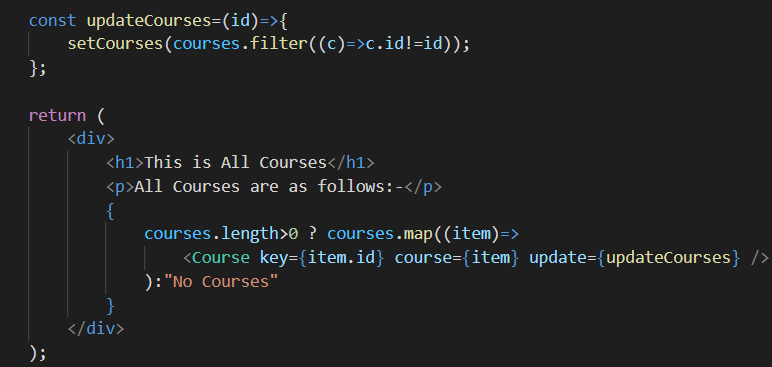 const updateCourses=(id)=>{
    setCourses(courses.filter((c)=>c.id!=id));
};

return (
    <div>
        <h1>This is All Courses</h1>
        <p>All Courses are as follows:-</p>
        {
            courses.length>0 ? courses.map((item)=>
                <Course key={item.id} course={item} update={updateCourses} />
            ):"No Courses"
        }
    </div>
);